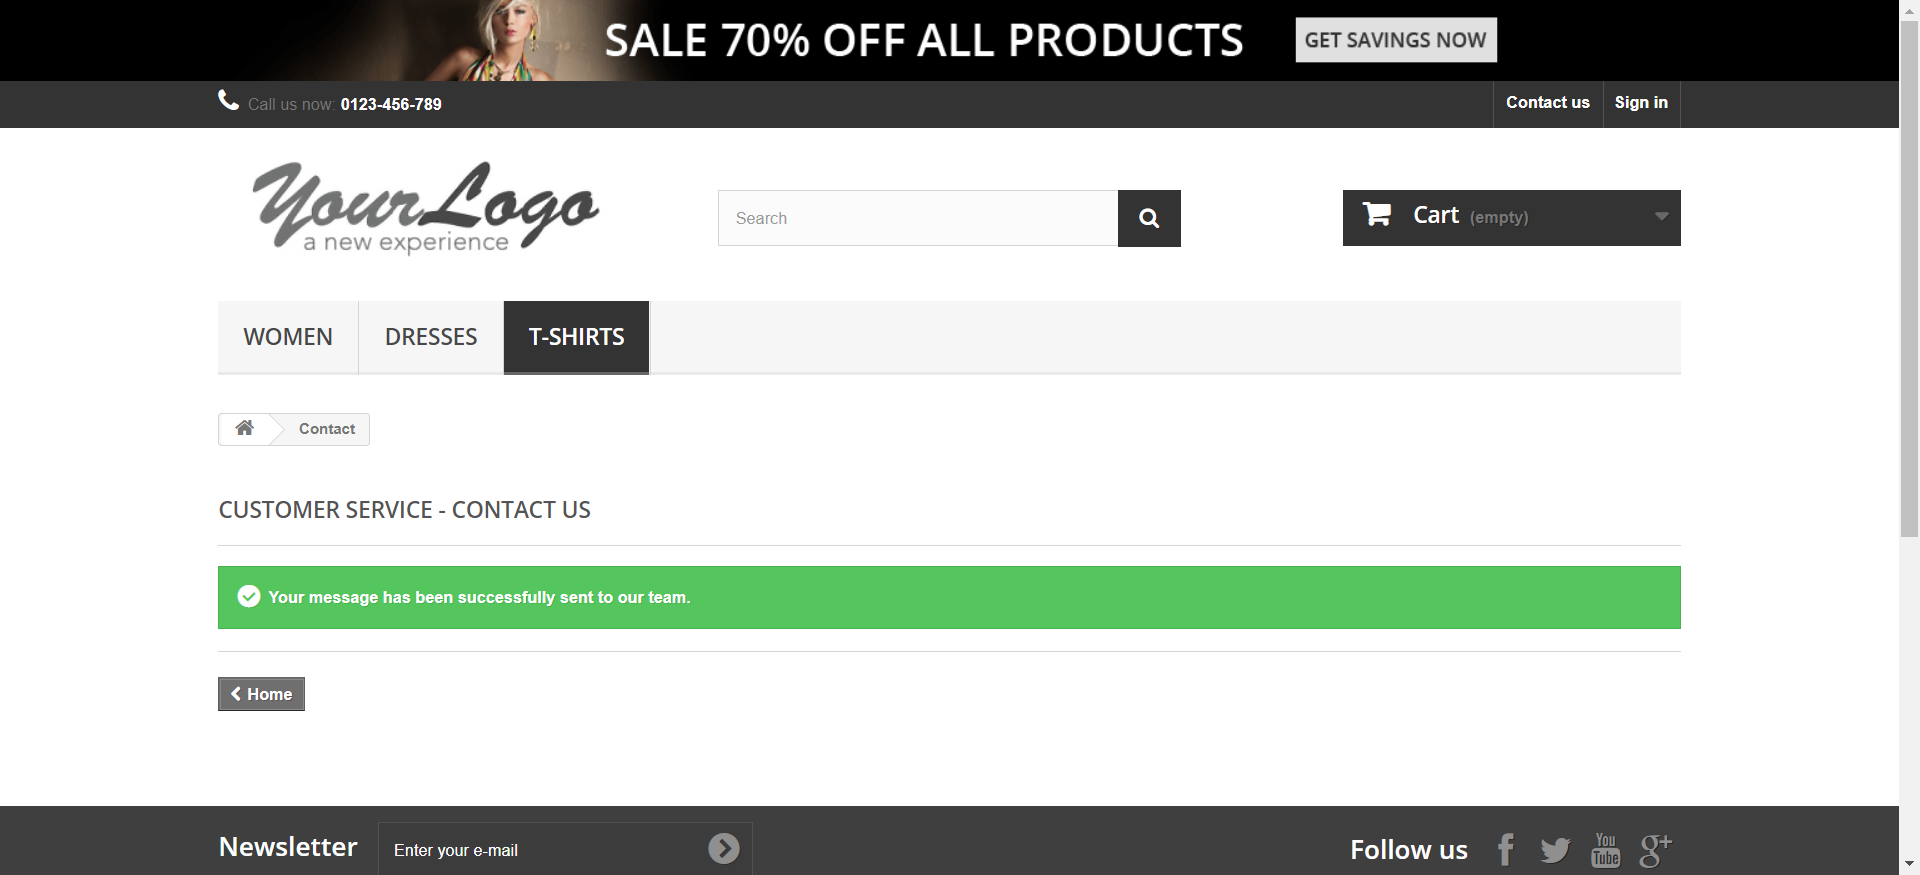 SALE 70% OFF ALL PRODUCTS GET SAVINGS NOW
Call us now: 0123-456-789 Contact us Sign in
Your Logo
a new experience
Search
Cart (empty)
WOMEN DRESSES T-SHIRTS
Contact
CUSTOMER SERVICE - CONTACT US
Your message has been successfully sent to our team.
Home
Newsletter Enter your e-mail Follow us
You
Tube
g+